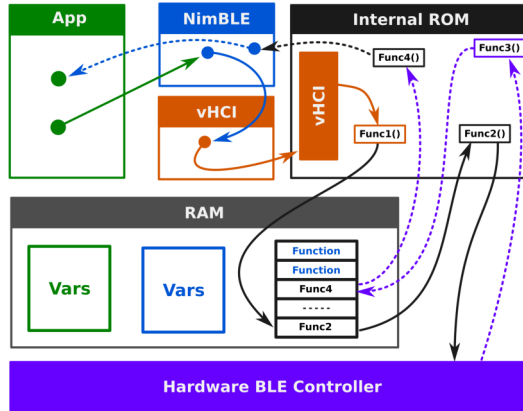 App
NimBLE
Internal ROM
Func3()
Func4()
vHCI
vHCI
Func1()
Func2()
RAM
Vars
Vars
Function
Function
Func4
-----
Func2
Hardware BLE Controller